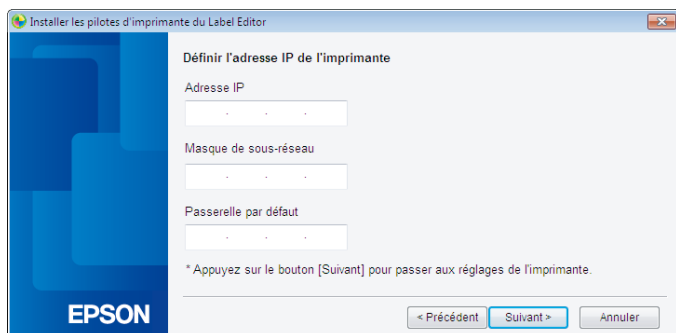 Installer les pilotes d'imprimante du Label Editor
Définir l'adresse IP de l'imprimante
Adresse IP
. . .
Masque de sous-réseau
. . .
Passerelle par défaut
. . .
* Appuyez sur le bouton [Suivant] pour passer aux réglages de l'imprimante.
EPSON
< Précédent Suivant > Annuler